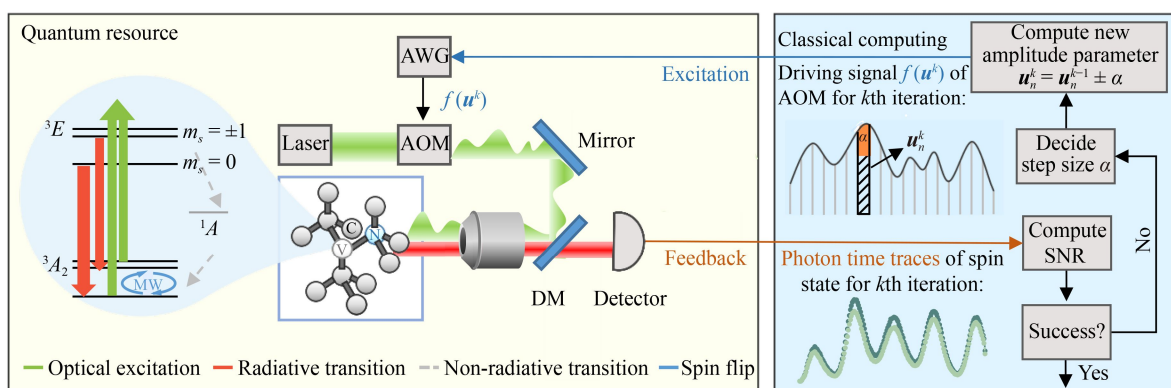 Quantum resource
AWG
Excitation
f (u^k)
Laser
AOM
Mirror
³E
m_s = ±1
m_s = 0
¹A
³A₂
MW
C
V
N
Feedback
DM
Detector
Optical excitation
Radiative transition
Non-radiative transition
Spin flip
Classical computing
Driving signal f (u^k) of
AOM for kth iteration:
α
u_n^k
Photon time traces of spin
state for kth iteration:
Compute new
amplitude parameter
u_n^k = u_n^{k−1} ± α
Decide
step size α
Compute
SNR
No
Success?
Yes